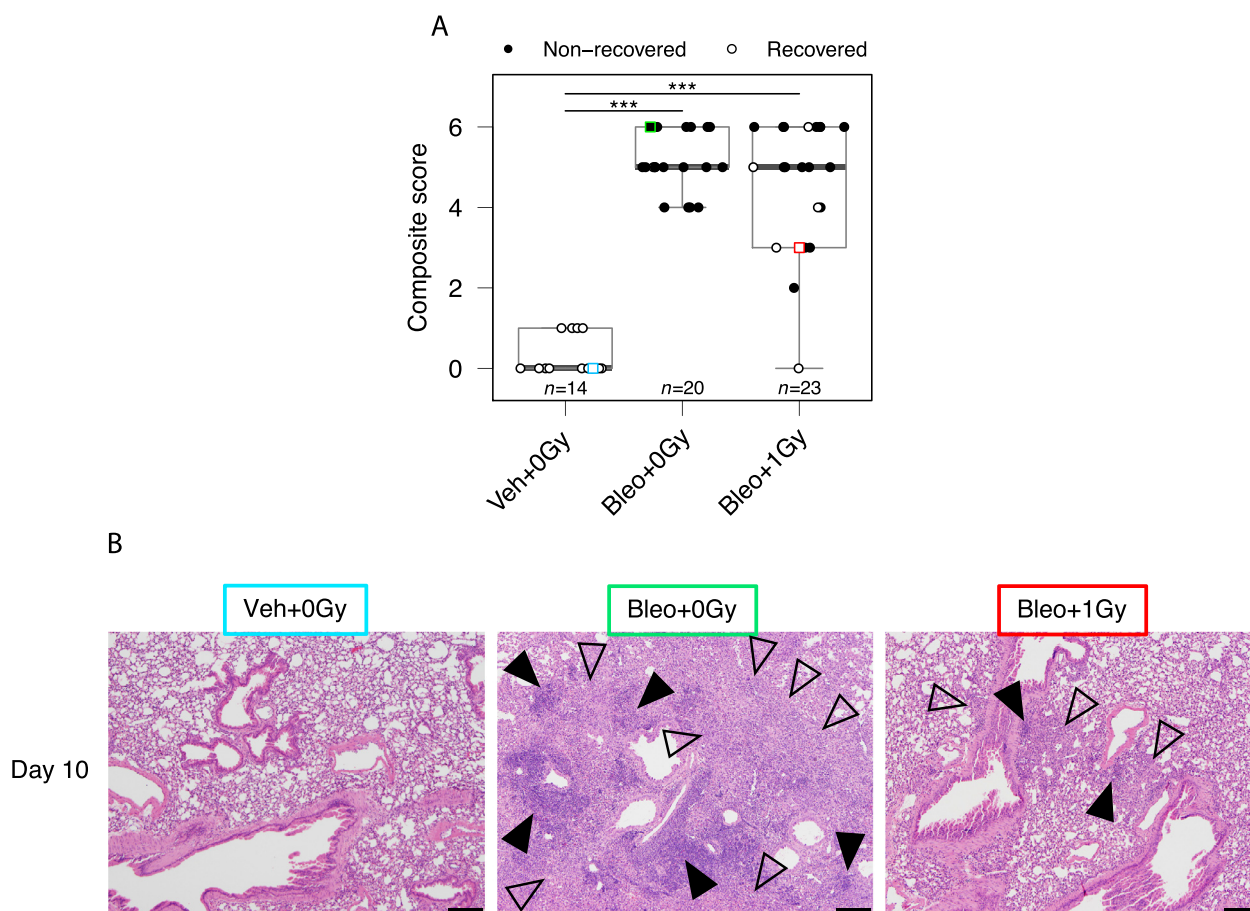 A
Non−recovered
Recovered
***
***
6
4
2
0
Composite score
n=14
n=20
n=23
Veh+0Gy
Bleo+0Gy
Bleo+1Gy
B
Veh+0Gy
Bleo+0Gy
Bleo+1Gy
Day 10